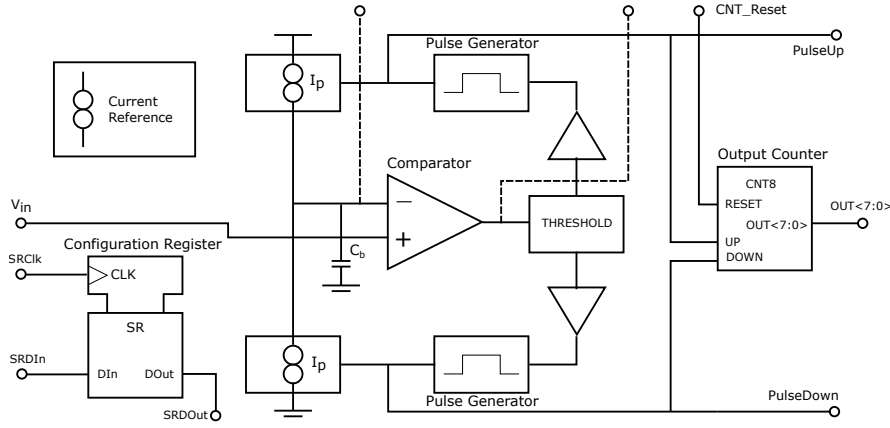 CNT_Reset
PulseUp
Pulse Generator
Ip
Current
Reference
Comparator
Output Counter
CNT8
RESET
OUT<7:0>
UP
DOWN
OUT<7:0>
THRESHOLD
Vin
−
+
Cb
Configuration Register
SRClk
CLK
SR
SRDIn
DIn
DOut
SRDOut
Ip
Pulse Generator
PulseDown